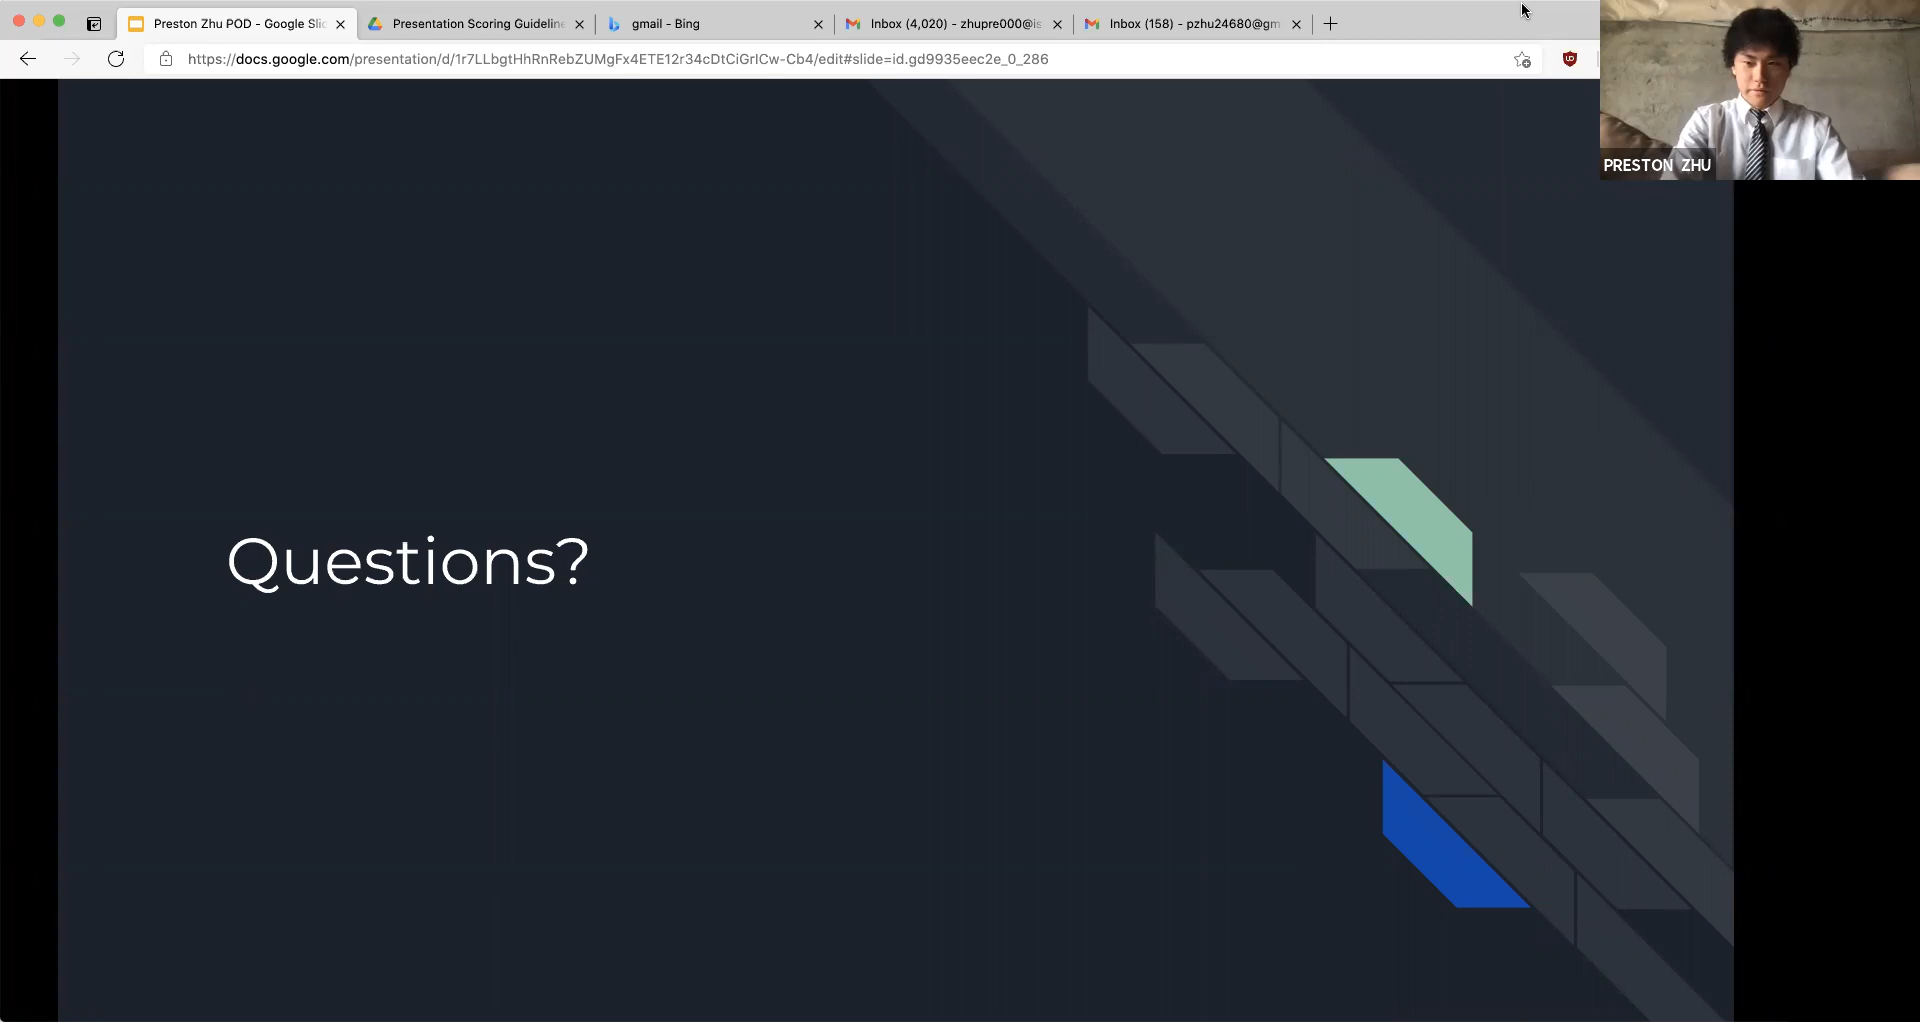 Preston Zhu POD - Google Slid
Presentation Scoring Guideline
gmail - Bing
Inbox (4,020) - zhupre000@is
Inbox (158) - pzhu24680@gm
https://docs.google.com/presentation/d/1r7LLbgtHhRnRebZUMgFx4ETE12r34cDtCiGrICw-Cb4/edit#slide=id.gd9935eec2e_0_286
PRESTON ZHU
Questions?